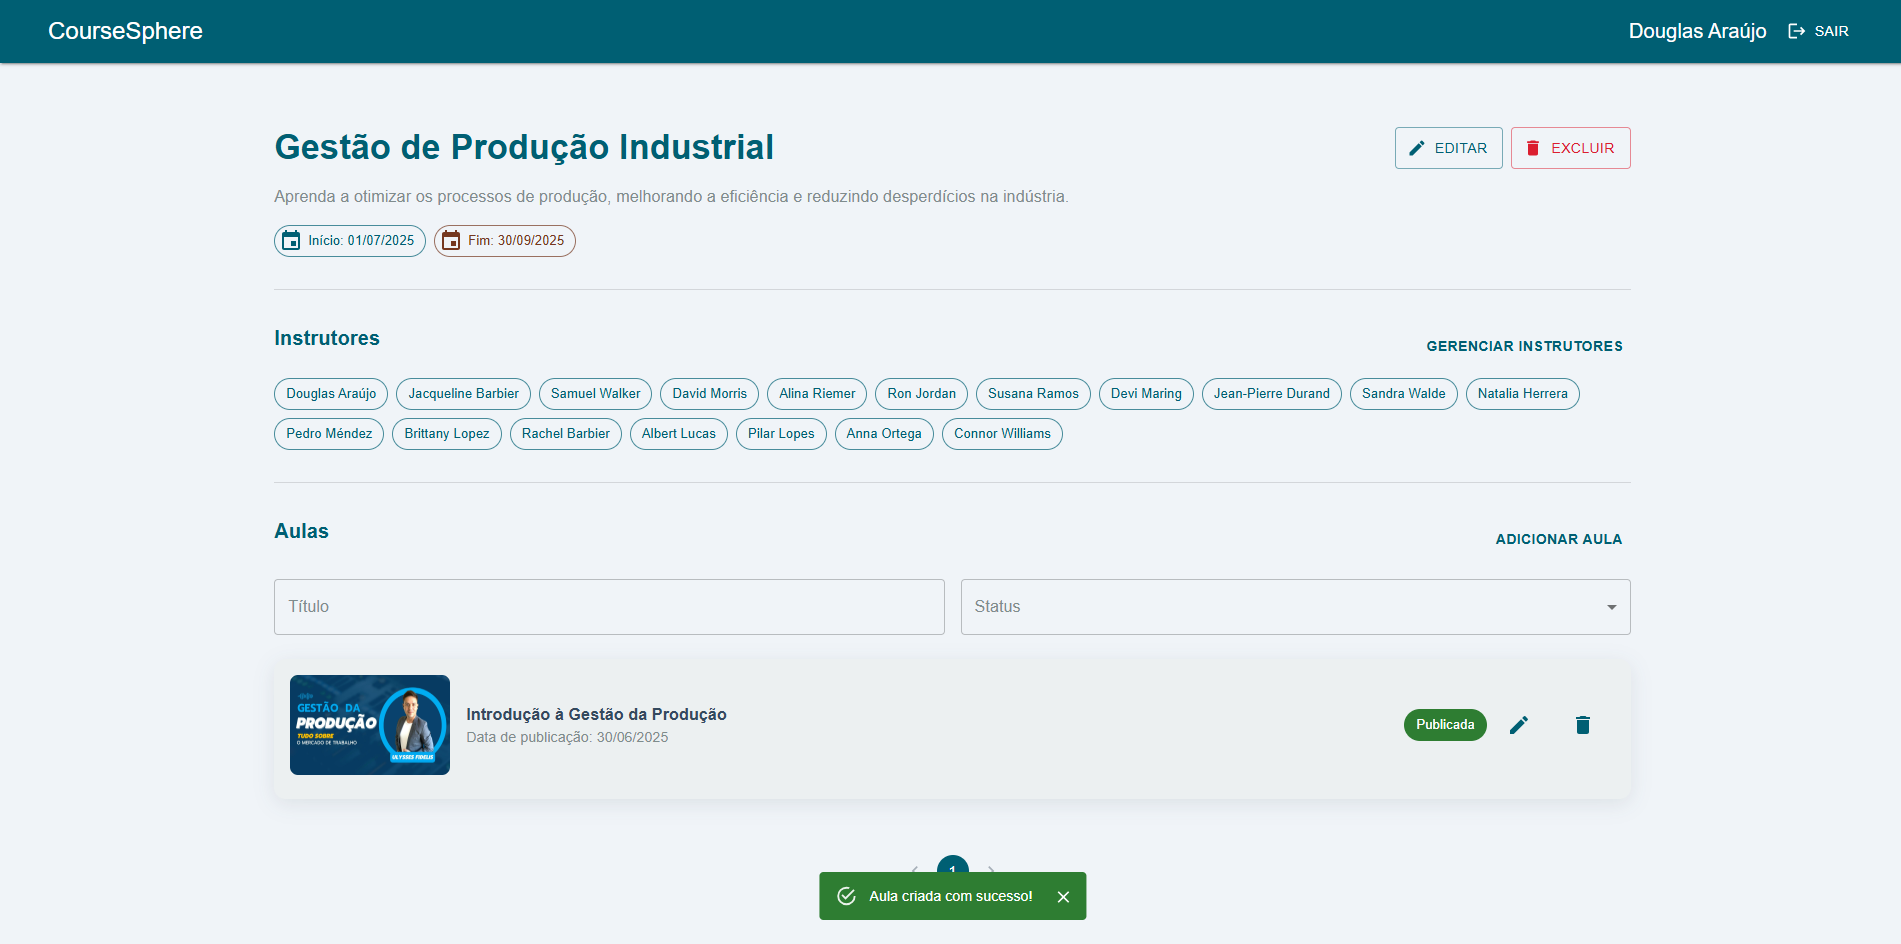 CourseSphere
Douglas Araújo
SAIR
Gestão de Produção Industrial
EDITAR
EXCLUIR
Aprenda a otimizar os processos de produção, melhorando a eficiência e reduzindo desperdícios na indústria.
Início: 01/07/2025
Fim: 30/09/2025
Instrutores
GERENCIAR INSTRUTORES
Douglas Araújo
Jacqueline Barbier
Samuel Walker
David Morris
Alina Riemer
Ron Jordan
Susana Ramos
Devi Maring
Jean-Pierre Durand
Sandra Walde
Natalia Herrera
Pedro Méndez
Brittany Lopez
Rachel Barbier
Albert Lucas
Pilar Lopes
Anna Ortega
Connor Williams
Aulas
ADICIONAR AULA
Título
Status
GESTÃO DA
PRODUÇÃO
TUDO SOBRE
O MERCADO DE TRABALHO
ULYSSES FIDELIS
Introdução à Gestão da Produção
Data de publicação: 30/06/2025
Publicada
1
Aula criada com sucesso!